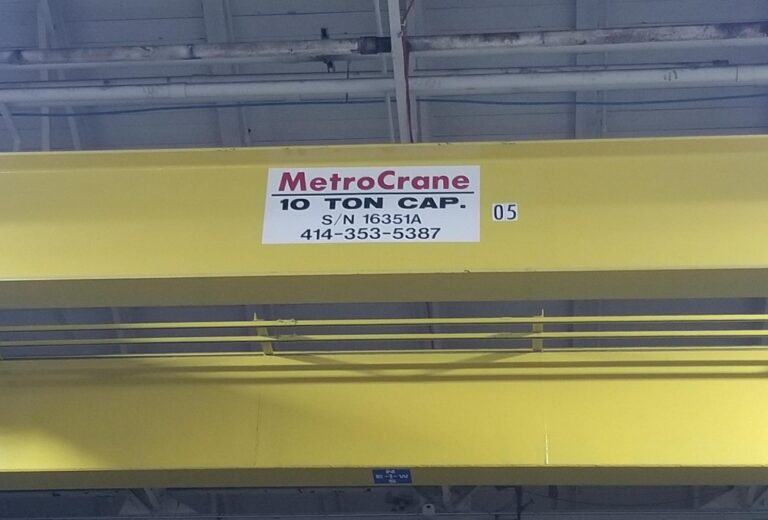 MetroCrane
10 TON CAP.
S/N 16351A
414-353-5387
05
N
E-I-W
S